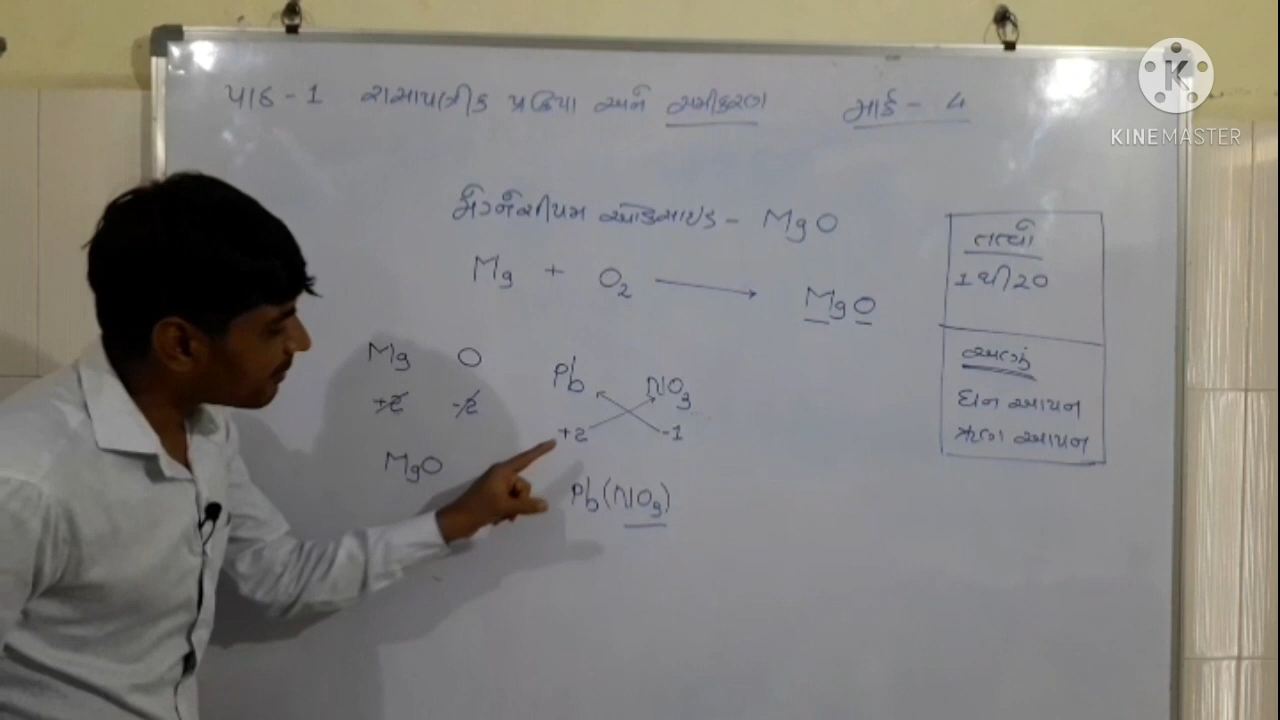 પાઠ - 1 રાસાયણીક પ્રક્રિયા અને સમીકરણ માર્ક - 4
K
KINEMASTER
મેગ્નેશીયમ ઓક્સાઇડ - MgO
Mg + O2 → MgO
તત્વો
1 થી 20
Mg O
+2 -2
MgO
Pb NO3
+2 -1
Pb(NO3)
ધન આયન
ઋણ આયન